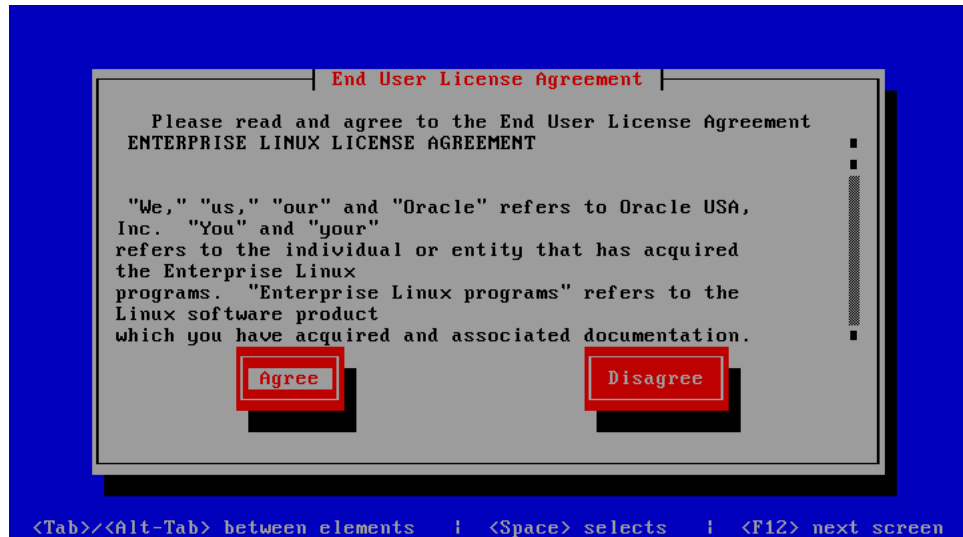 End User License Agreement
Please read and agree to the End User License Agreement
ENTERPRISE LINUX LICENSE AGREEMENT
"We," "us," "our" and "Oracle" refers to Oracle USA,
Inc.  "You" and "your"
refers to the individual or entity that has acquired
the Enterprise Linux
programs.  "Enterprise Linux programs" refers to the
Linux software product
which you have acquired and associated documentation.
Agree Disagree
<Tab>/<Alt-Tab> between elements   |  <Space> selects   |  <F12> next screen